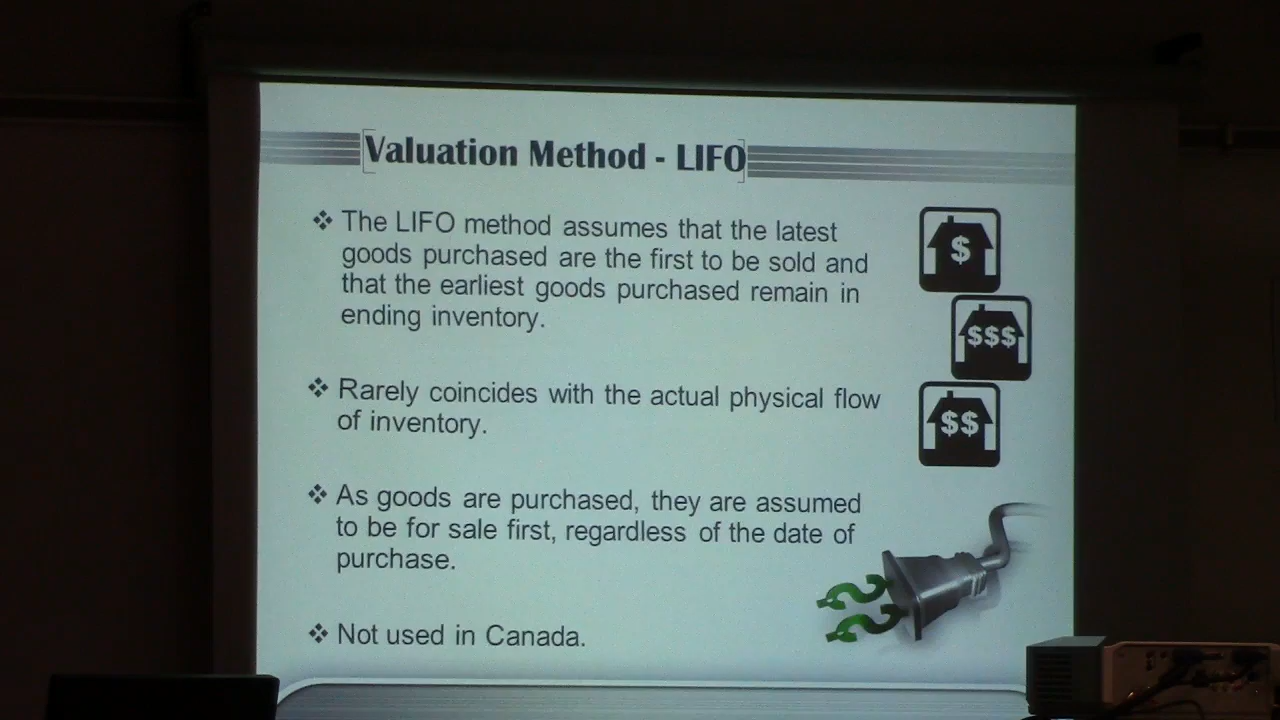 Valuation Method - LIFO
The LIFO method assumes that the latest
goods purchased are the first to be sold and
that the earliest goods purchased remain in
ending inventory.
$
$$$
Rarely coincides with the actual physical flow
of inventory.
$$
As goods are purchased, they are assumed
to be for sale first, regardless of the date of
purchase.
Not used in Canada.